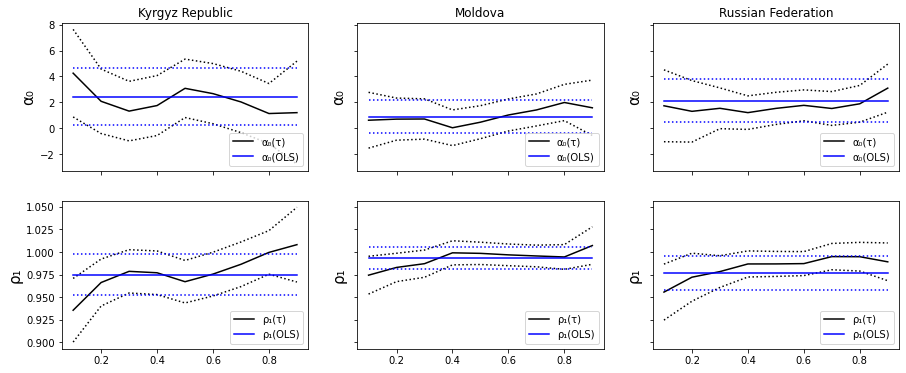 Kyrgyz Republic Moldova Russian Federation
8
6
4
2
0
−2
α₀ α₀ α₀
α₀(τ) α₀(τ) α₀(τ)
α₀(OLS) α₀(OLS) α₀(OLS)
1.050
1.025
1.000
0.975
0.950
0.925
0.900
ρ₁ ρ₁ ρ₁
ρ₁(τ) ρ₁(τ) ρ₁(τ)
ρ₁(OLS) ρ₁(OLS) ρ₁(OLS)
0.2 0.4 0.6 0.8 0.2 0.4 0.6 0.8 0.2 0.4 0.6 0.8